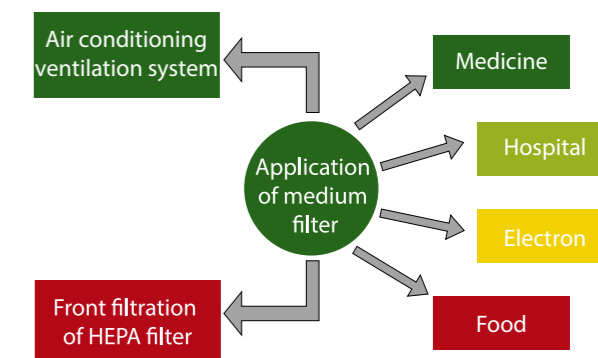 Air conditioning
ventilation system
Medicine
Hospital
Application
of medium
filter
Electron
Front filtration
of HEPA filter
Food